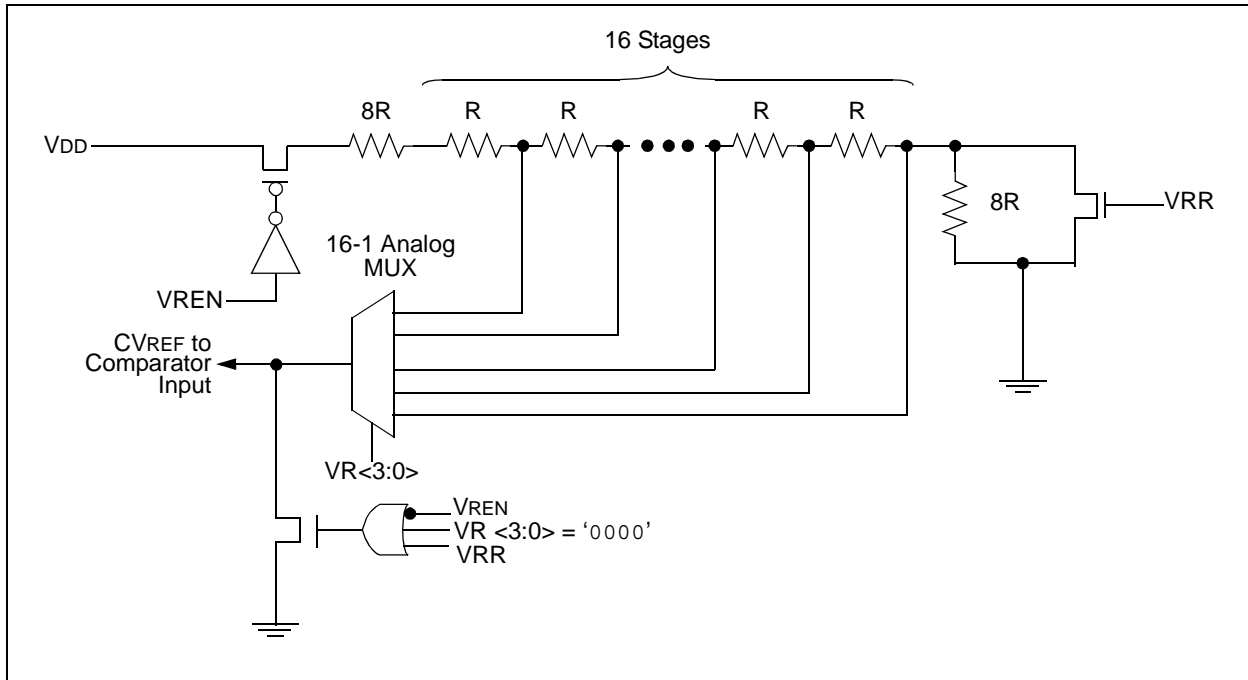 16 Stages
8R
R
R
R
R
VDD
8R
VRR
16-1 Analog
MUX
VREN
CVREF to
Comparator
Input
VR<3:0>
VREN
VR <3:0> = ‘0000’
VRR